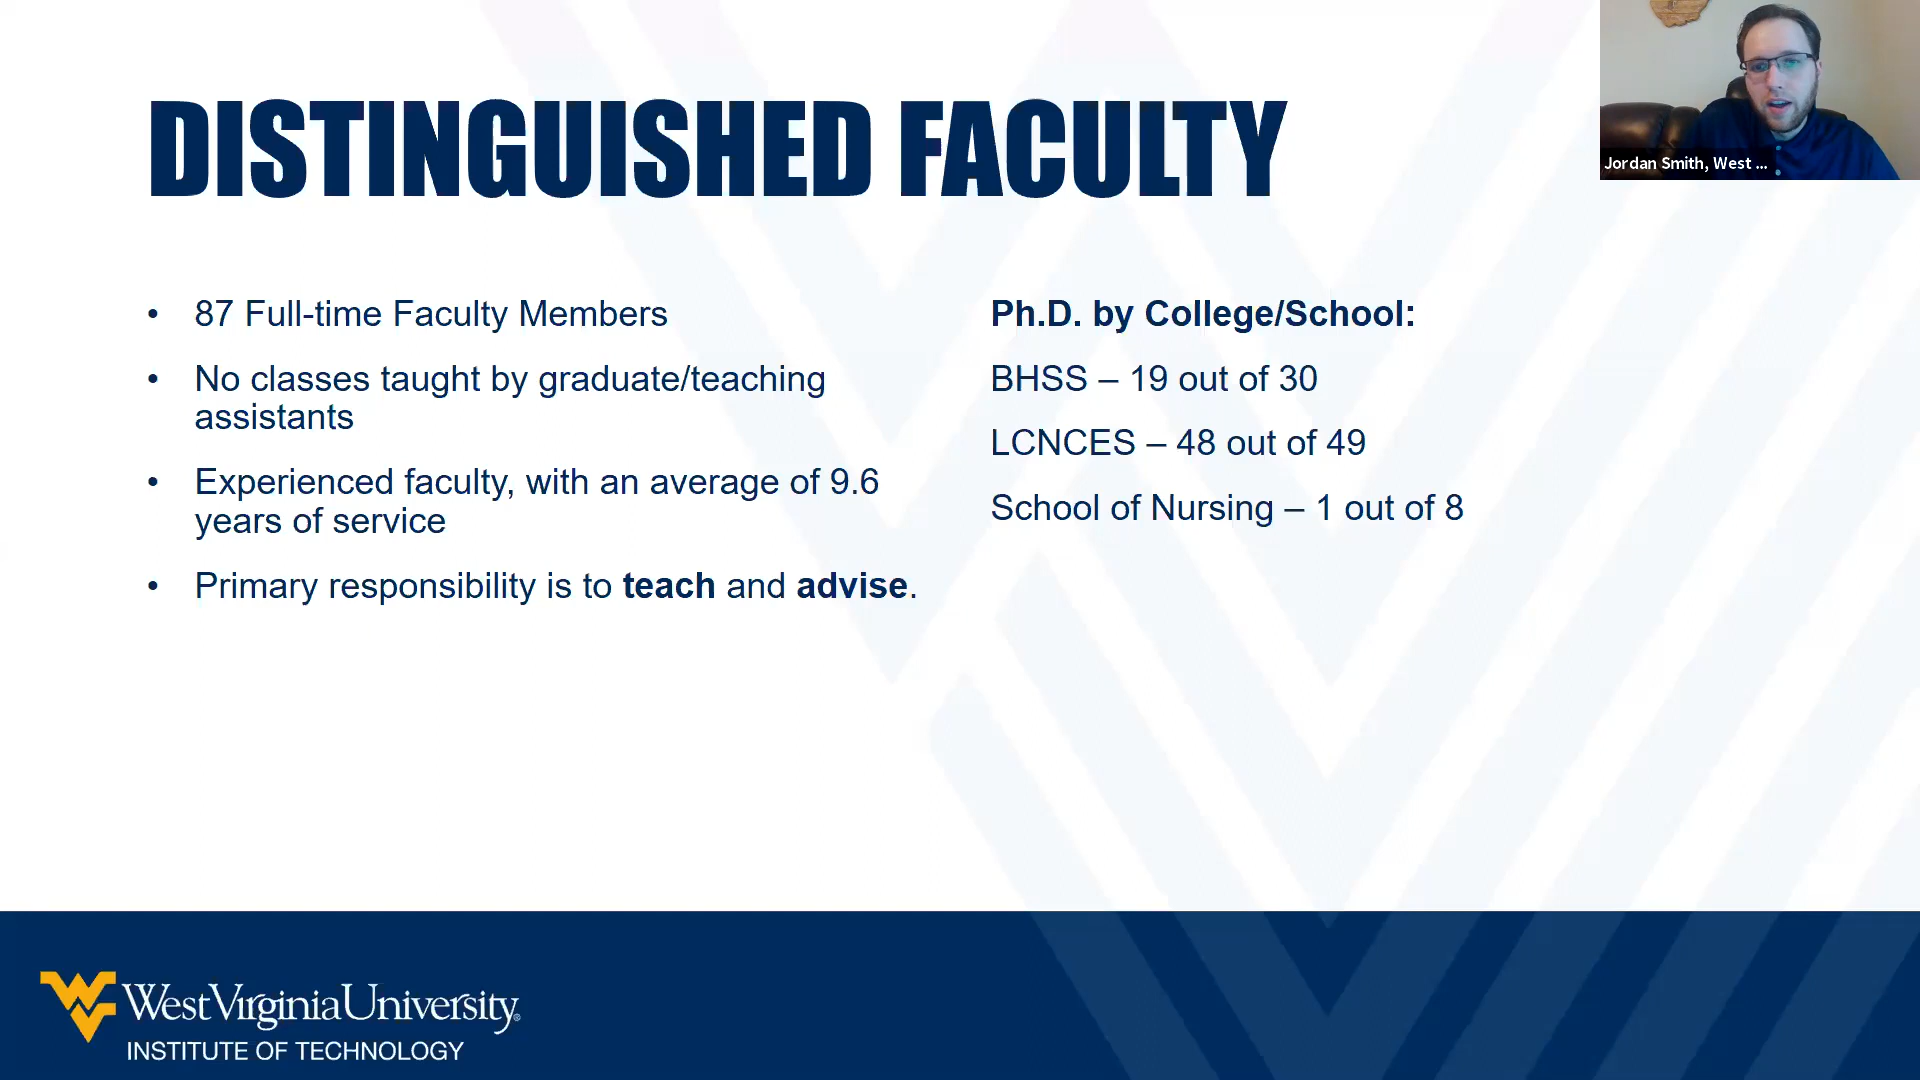 DISTINGUISHED FACULTY
• 87 Full-time Faculty Members
• No classes taught by graduate/teaching
assistants
• Experienced faculty, with an average of 9.6
years of service
• Primary responsibility is to teach and advise.
Ph.D. by College/School:
BHSS – 19 out of 30
LCNCES – 48 out of 49
School of Nursing – 1 out of 8
Jordan Smith, West ...
WestVirginiaUniversity®
INSTITUTE OF TECHNOLOGY